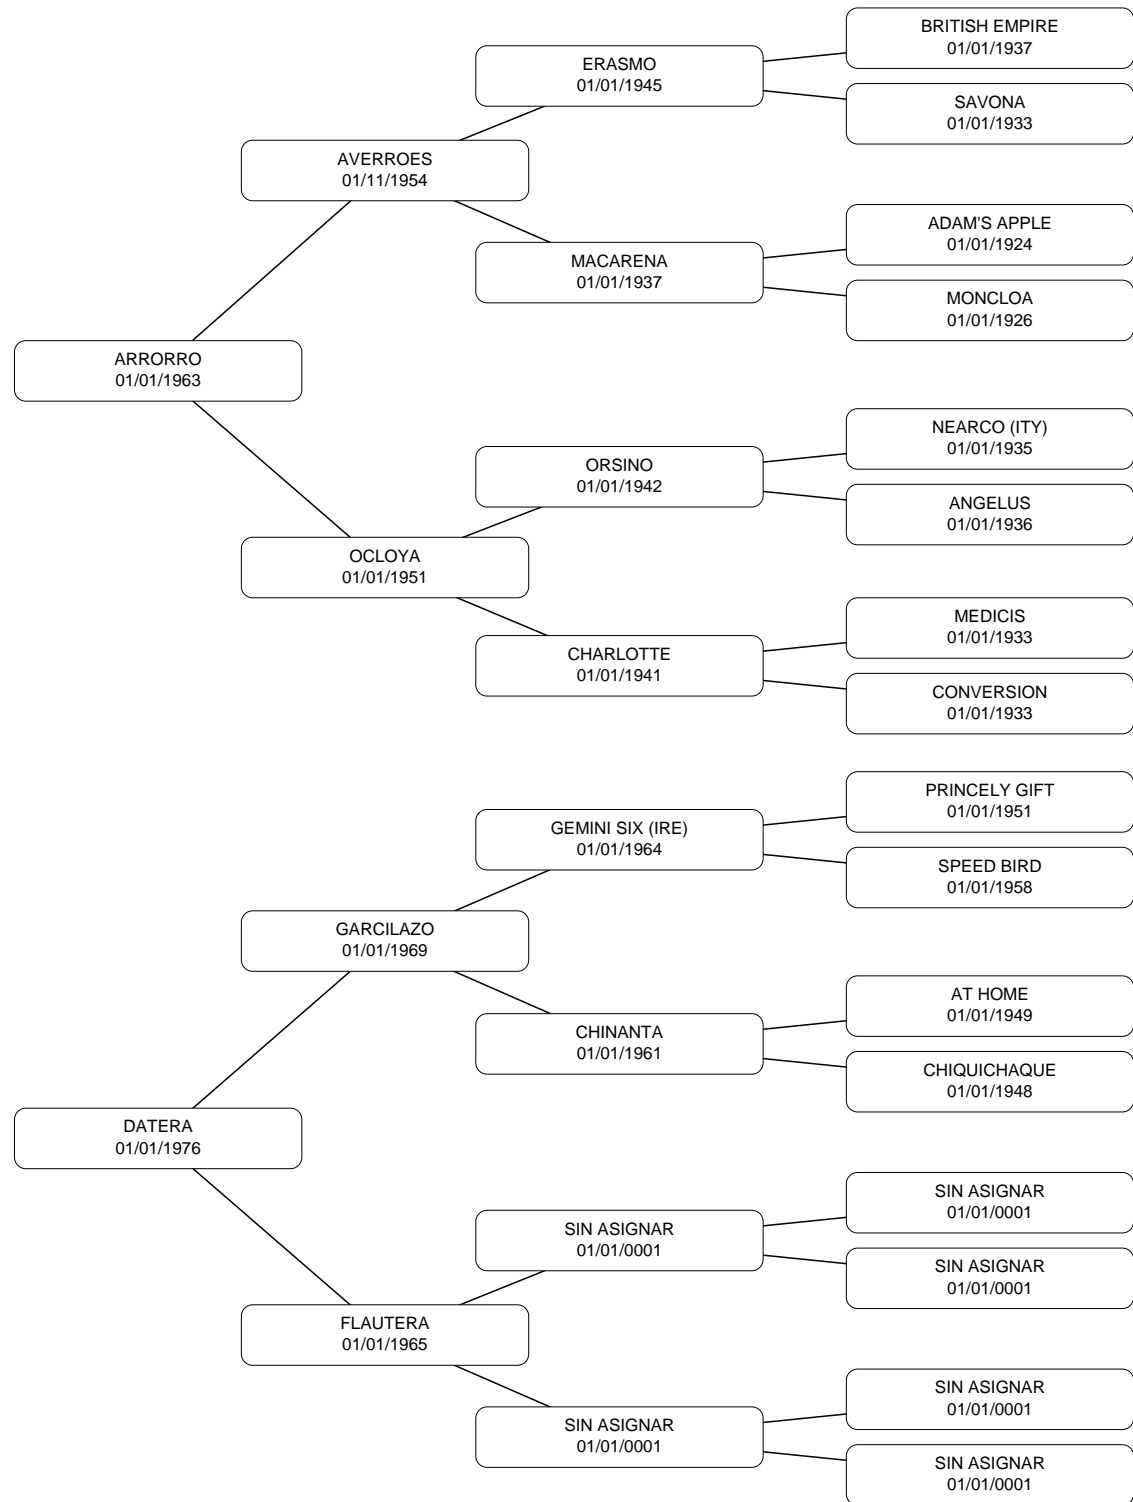 BRITISH EMPIRE
01/01/1937
ERASMO
01/01/1945
SAVONA
01/01/1933
AVERROES
01/11/1954
ADAM'S APPLE
01/01/1924
MACARENA
01/01/1937
MONCLOA
01/01/1926
ARRORRO
01/01/1963
NEARCO (ITY)
01/01/1935
ORSINO
01/01/1942
ANGELUS
01/01/1936
OCLOYA
01/01/1951
MEDICIS
01/01/1933
CHARLOTTE
01/01/1941
CONVERSION
01/01/1933
PRINCELY GIFT
01/01/1951
GEMINI SIX (IRE)
01/01/1964
SPEED BIRD
01/01/1958
GARCILAZO
01/01/1969
AT HOME
01/01/1949
CHINANTA
01/01/1961
CHIQUICHAQUE
01/01/1948
DATERA
01/01/1976
SIN ASIGNAR
01/01/0001
SIN ASIGNAR
01/01/0001
SIN ASIGNAR
01/01/0001
FLAUTERA
01/01/1965
SIN ASIGNAR
01/01/0001
SIN ASIGNAR
01/01/0001
SIN ASIGNAR
01/01/0001